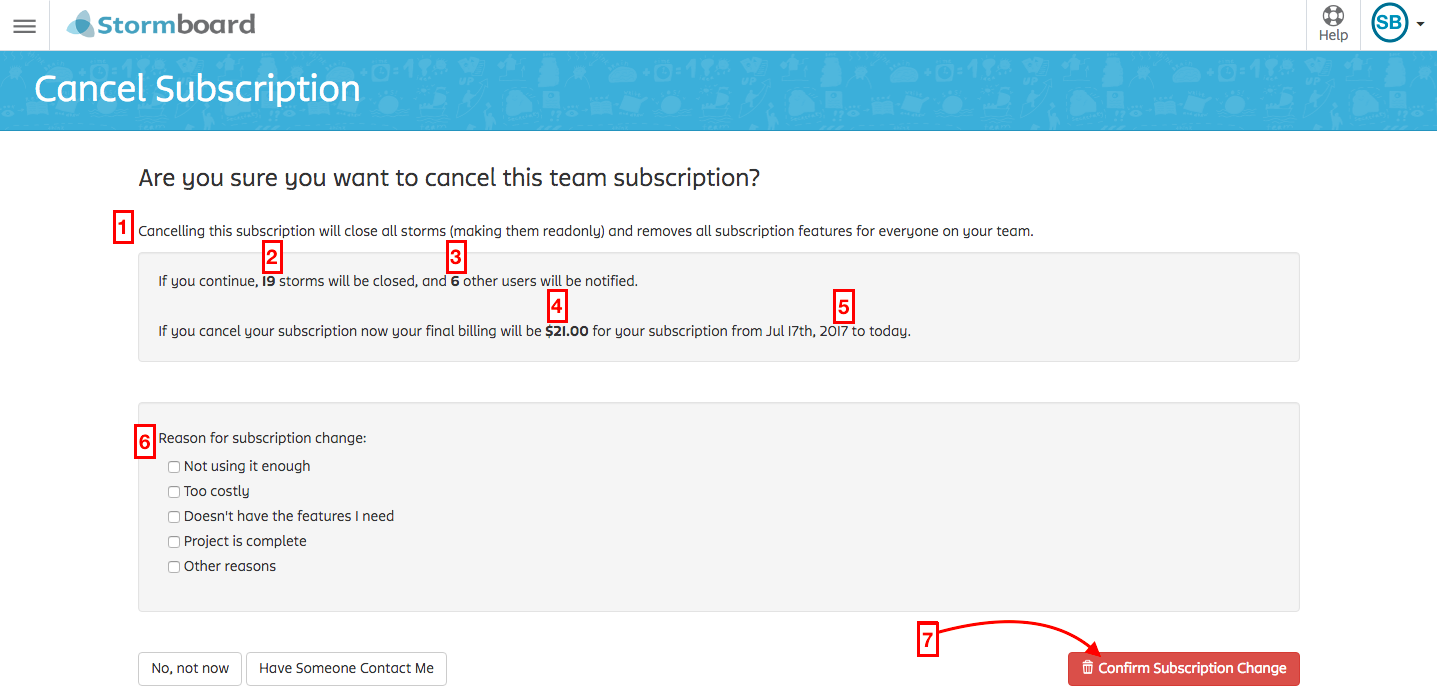 Stormboard
Help
SB
Cancel Subscription
Are you sure you want to cancel this team subscription?
1
Cancelling this subscription will close all storms (making them readonly) and removes all subscription features for everyone on your team.
2
3
If you continue, 19 storms will be closed, and 6 other users will be notified.
4
5
If you cancel your subscription now your final billing will be $21.00 for your subscription from Jul 17th, 2017 to today.
6
Reason for subscription change:
Not using it enough
Too costly
Doesn't have the features I need
Project is complete
Other reasons
7
No, not now
Have Someone Contact Me
Confirm Subscription Change